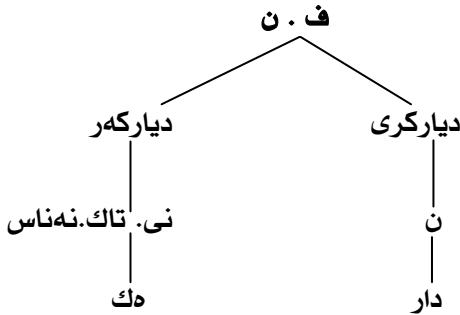 ف . ن
دیارکری دیارکەر
ن نی. تاك.نەناس
دار ەك